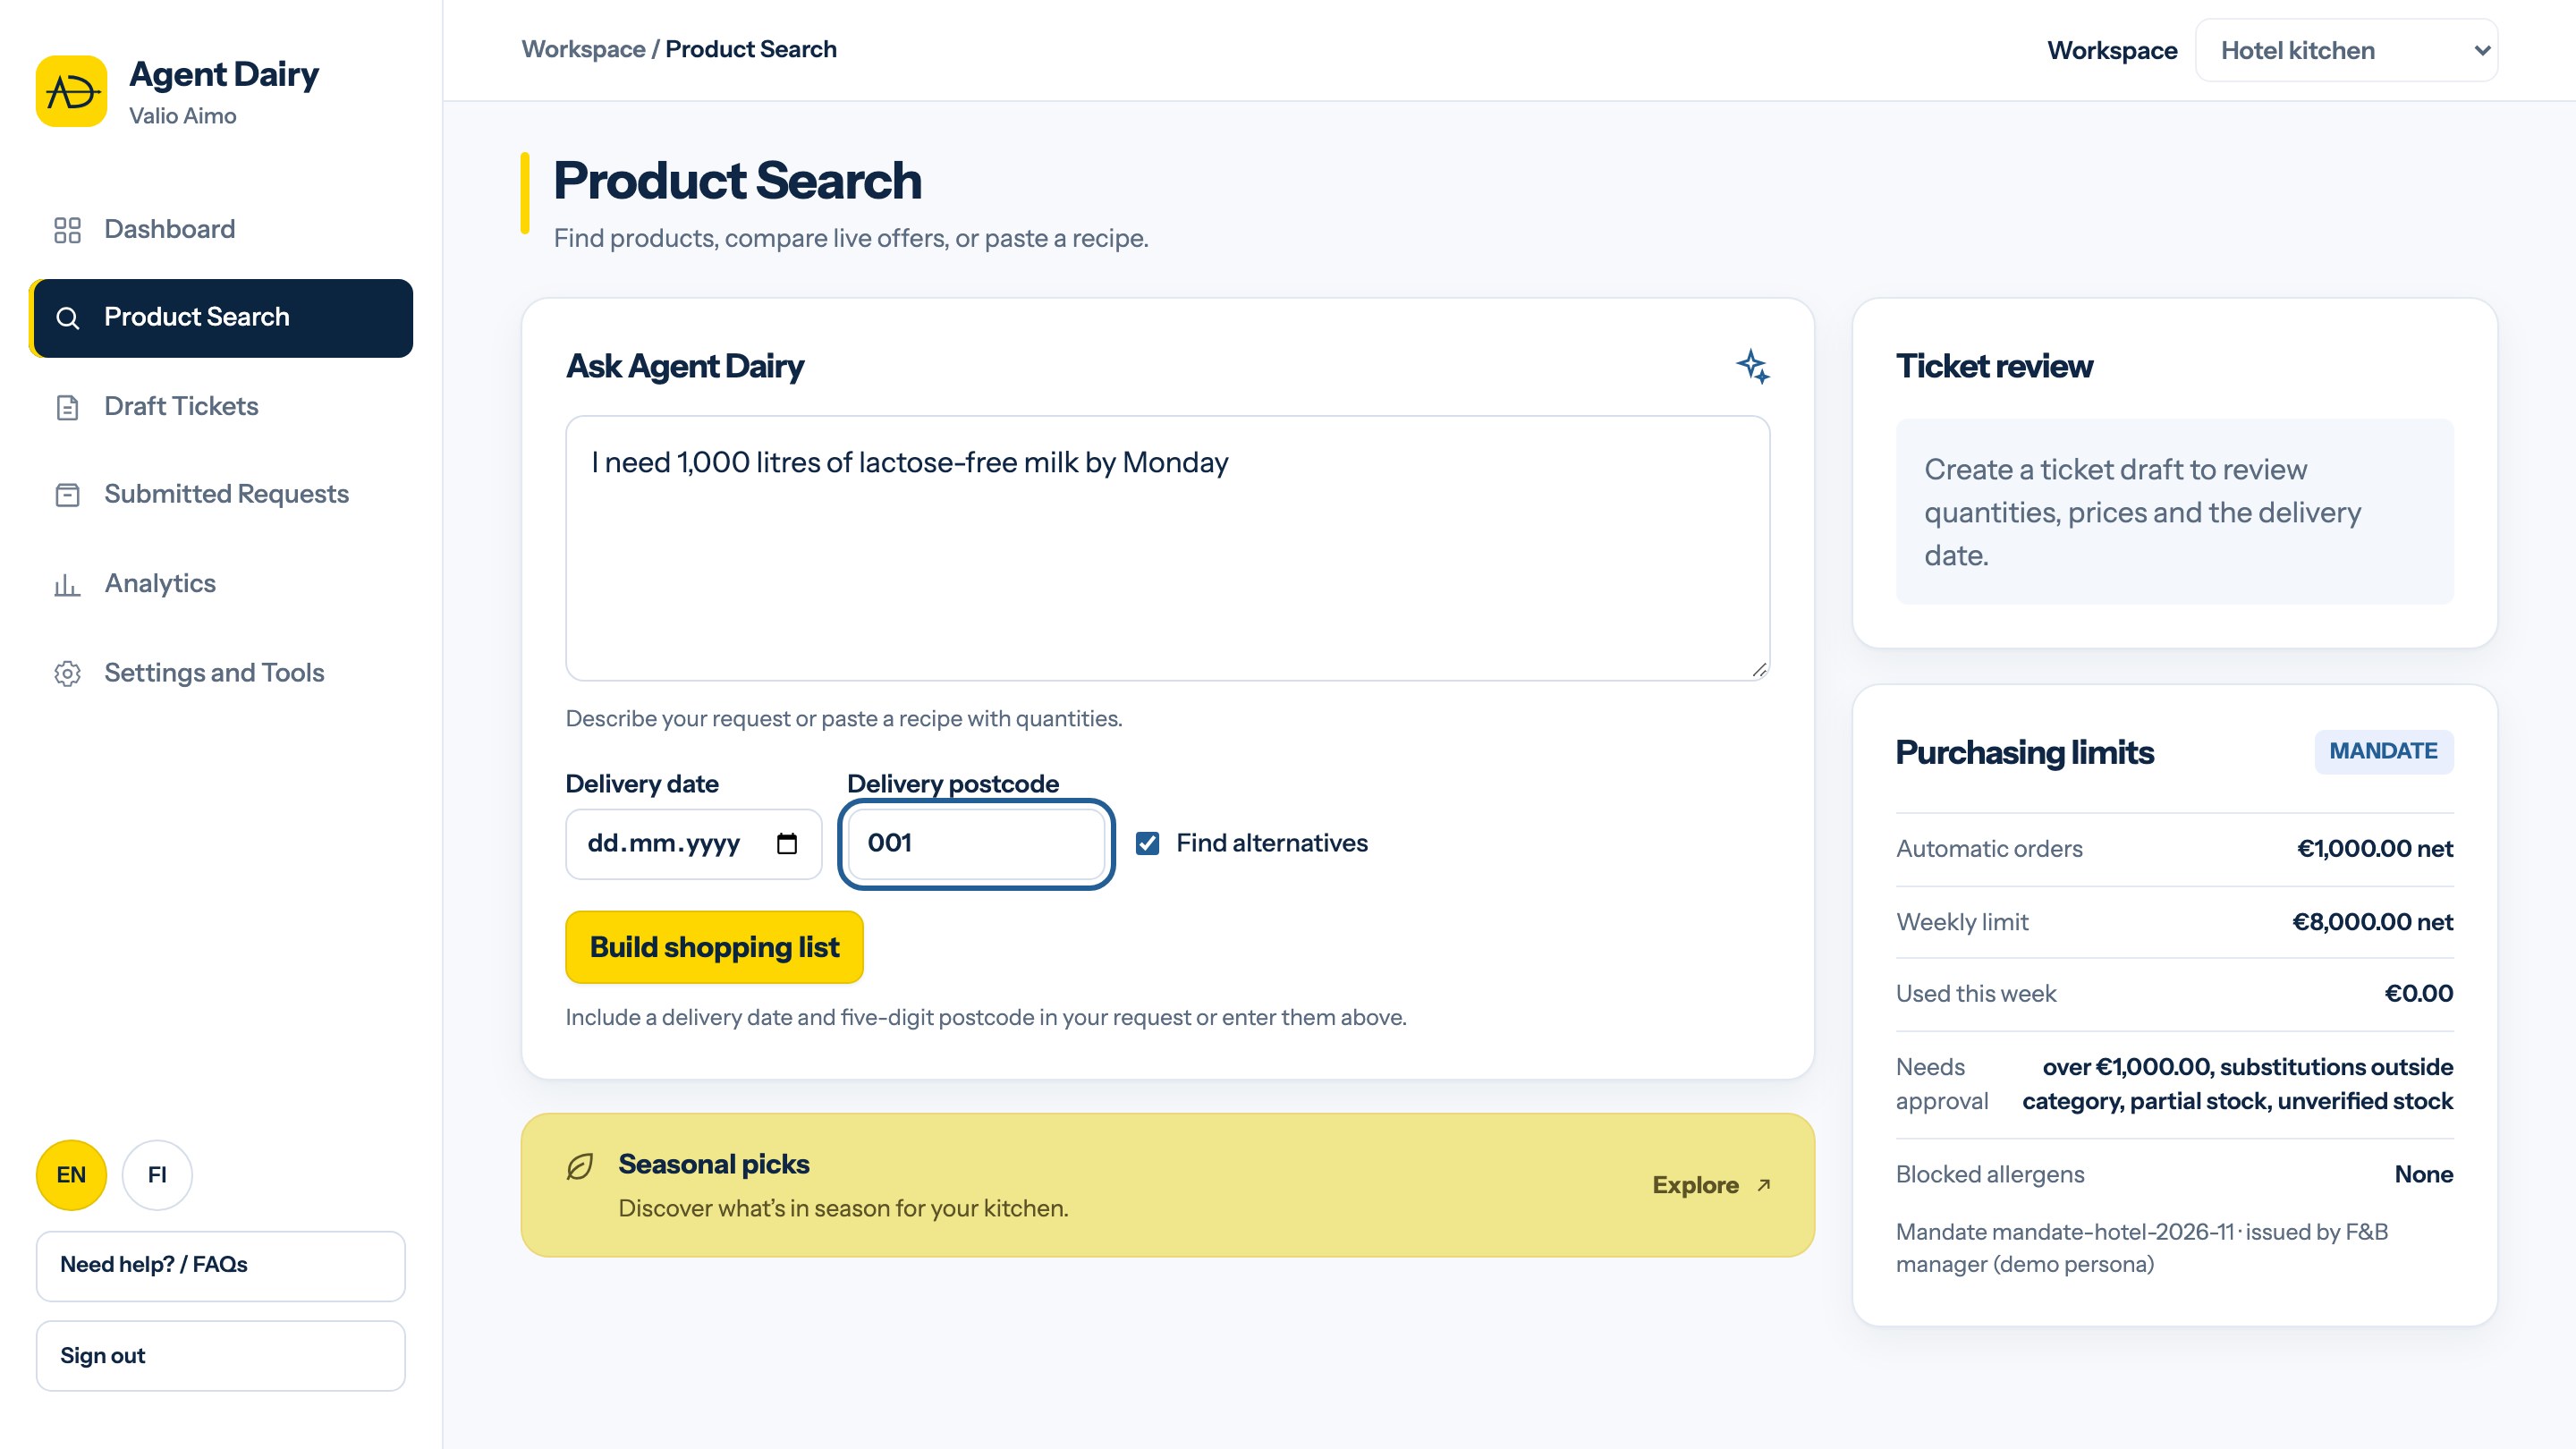 Agent Dairy
Valio Aimo
Dashboard
Product Search
Draft Tickets
Submitted Requests
Analytics
Settings and Tools
EN
FI
Need help? / FAQs
Sign out
Workspace / Product Search
Workspace
Hotel kitchen
Product Search
Find products, compare live offers, or paste a recipe.
Ask Agent Dairy
I need 1,000 litres of lactose-free milk by Monday
Describe your request or paste a recipe with quantities.
Delivery date
Delivery postcode
dd.mm.yyyy
001
Find alternatives
Build shopping list
Include a delivery date and five-digit postcode in your request or enter them above.
Seasonal picks
Discover what's in season for your kitchen.
Explore
Ticket review
Create a ticket draft to review
quantities, prices and the delivery
date.
Purchasing limits
MANDATE
Automatic orders €1,000.00 net
Weekly limit €8,000.00 net
Used this week €0.00
Needs over €1,000.00, substitutions outside
approval category, partial stock, unverified stock
Blocked allergens None
Mandate mandate-hotel-2026-11 · issued by F&B
manager (demo persona)